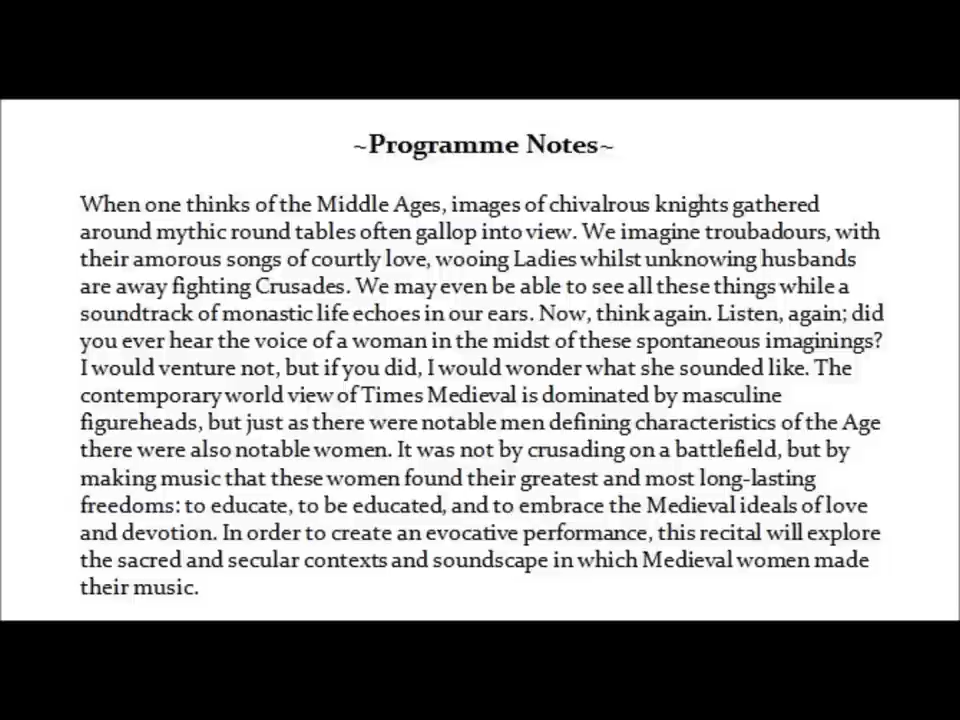 ~Programme Notes~
When one thinks of the Middle Ages, images of chivalrous knights gathered
around mythic round tables often gallop into view. We imagine troubadours, with
their amorous songs of courtly love, wooing Ladies whilst unknowing husbands
are away fighting Crusades. We may even be able to see all these things while a
soundtrack of monastic life echoes in our ears. Now, think again. Listen, again; did
you ever hear the voice of a woman in the midst of these spontaneous imaginings?
I would venture not, but if you did, I would wonder what she sounded like. The
contemporary world view of Times Medieval is dominated by masculine
figureheads, but just as there were notable men defining characteristics of the Age
there were also notable women. It was not by crusading on a battlefield, but by
making music that these women found their greatest and most long-lasting
freedoms: to educate, to be educated, and to embrace the Medieval ideals of love
and devotion. In order to create an evocative performance, this recital will explore
the sacred and secular contexts and soundscape in which Medieval women made
their music.